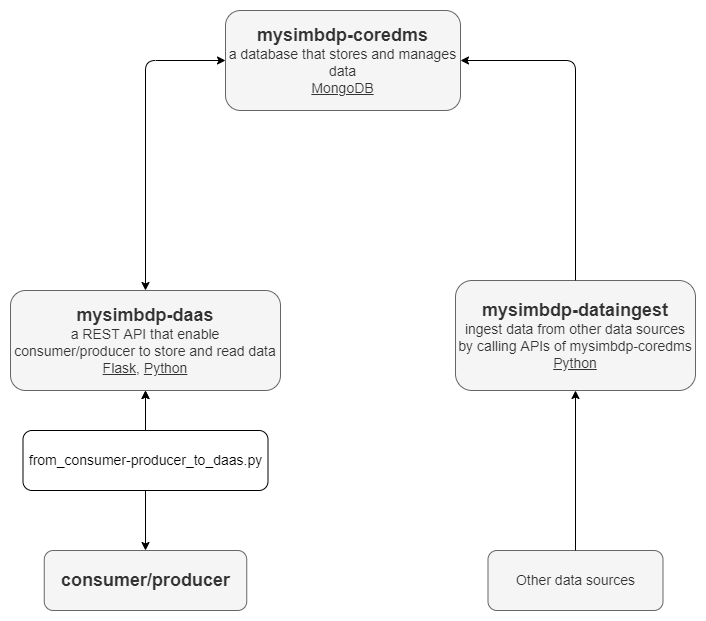 mysimbdp-coredms
a database that stores and manages
data
MongoDB
mysimbdp-daas
a REST API that enable
consumer/producer to store and read data
Flask, Python
mysimbdp-dataingest
ingest data from other data sources
by calling APIs of mysimbdp-coredms
Python
from_consumer-producer_to_daas.py
consumer/producer
Other data sources